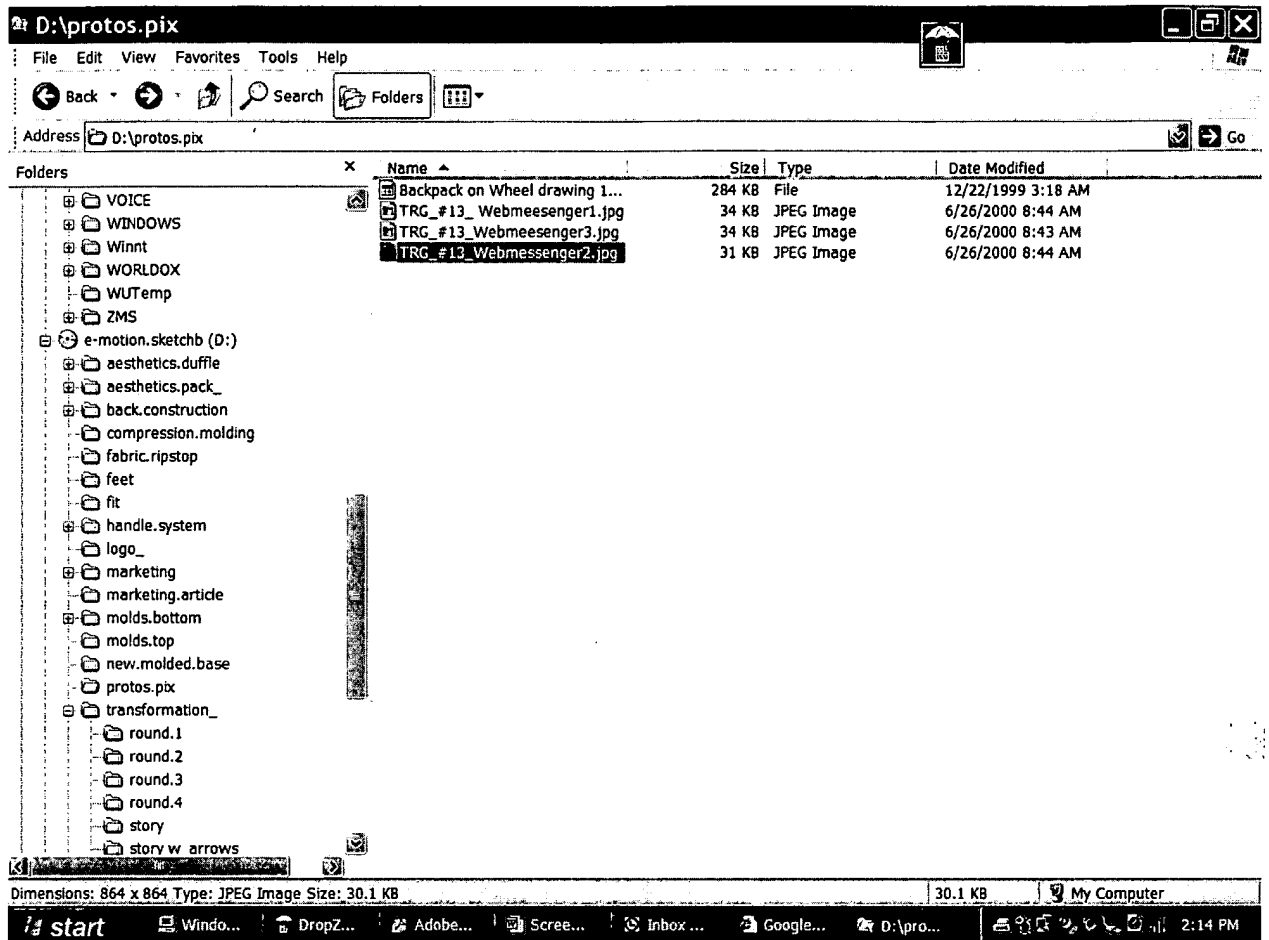 D:\protos.pix
File Edit View Favorites Tools Help
Back Search Folders
Address D:\protos.pix Go
Folders x
Name Size Type Date Modified
Backpack on Wheel drawing 1... 284 KB File 12/22/1999 3:18 AM
TRG_#13_ Webmeesenger1.jpg 34 KB JPEG Image 6/26/2000 8:44 AM
TRG_#13_Webmeesenger3.jpg 34 KB JPEG Image 6/26/2000 8:43 AM
TRG_#13_Webmessenger2.jpg 31 KB JPEG Image 6/26/2000 8:44 AM
VOICE
WINDOWS
Winnt
WORLDOX
WUTemp
ZMS
e-motion.sketchb (D:)
aesthetics.duffle
aesthetics.pack_
back.construction
compression.molding
fabric.ripstop
feet
fit
handle.system
logo_
marketing
marketing.article
molds.bottom
molds.top
new.molded.base
protos.pix
transformation_
round.1
round.2
round.3
round.4
story
story w arrows
Dimensions: 864 x 864 Type: JPEG Image Size: 30.1 KB 30.1 KB My Computer
start Windo... DropZ... Adobe... Scree... Inbox ... Google... D:\pro... 2:14 PM